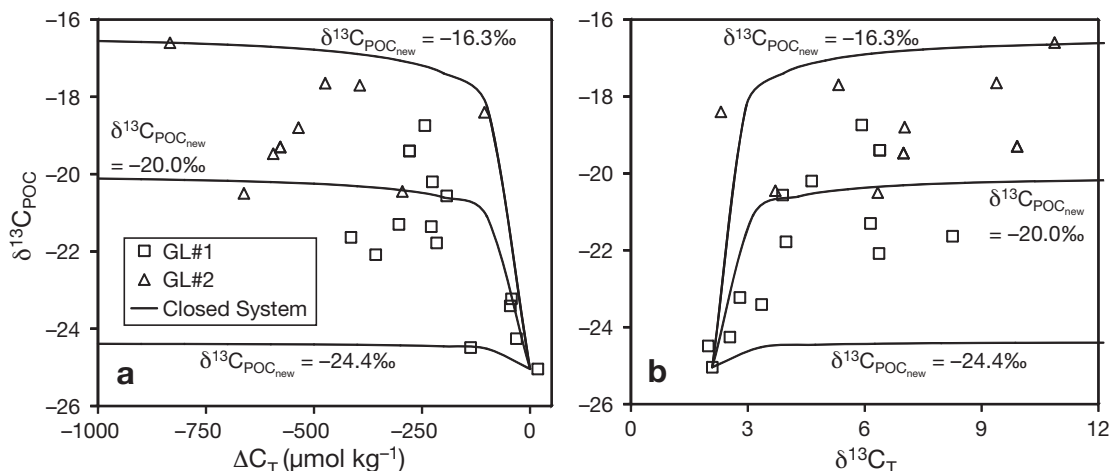 −16
−18
−20
−22
−24
−26
δ13CPOC
δ13CPOCnew = −16.3‰
δ13CPOCnew
= −20.0‰
GL#1
GL#2
Closed System
δ13CPOCnew = −24.4‰
a
−1000 −750 −500 −250 0
ΔCT (μmol kg−1)
−16
−18
−20
−22
−24
−26
δ13CPOCnew = −16.3‰
δ13CPOCnew
= −20.0‰
δ13CPOCnew = −24.4‰
b
0 3 6 9 12
δ13CT